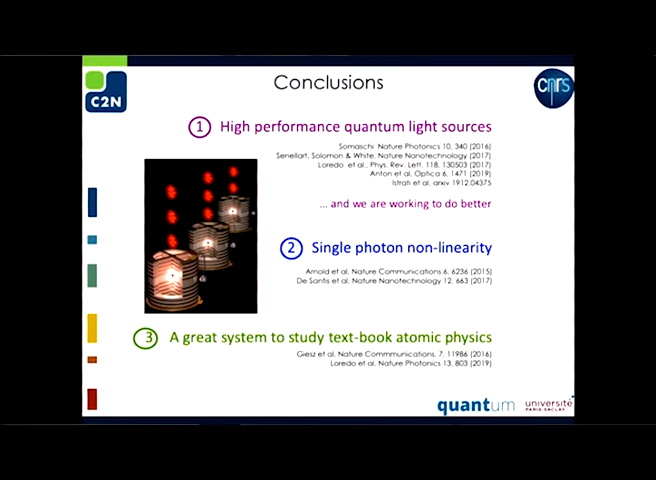 Conclusions
C2N
cnrs
1 High performance quantum light sources
Somaschi Nature Photonics 10, 340 (2016)
Senellart, Solomon & White, Nature Nanotechnology (2017)
Loredo et al., Phys. Rev. Lett. 118, 130503 (2017)
Anton et al, Optica 6, 1471 (2019)
Istrati et al, arxiv 1912.04375
... and we are working to do better
2 Single photon non-linearity
Arnold et al. Nature Communications 6, 6236 (2015)
De Santis et al, Nature Nanotechnology 12, 663 (2017)
3 A great system to study text-book atomic physics
Giesz et al. Nature Commmunications, 7, 11986 (2016)
Loredo et al. Nature Photonics 13, 803 (2019)
quantum
université
PARIS-SACLAY